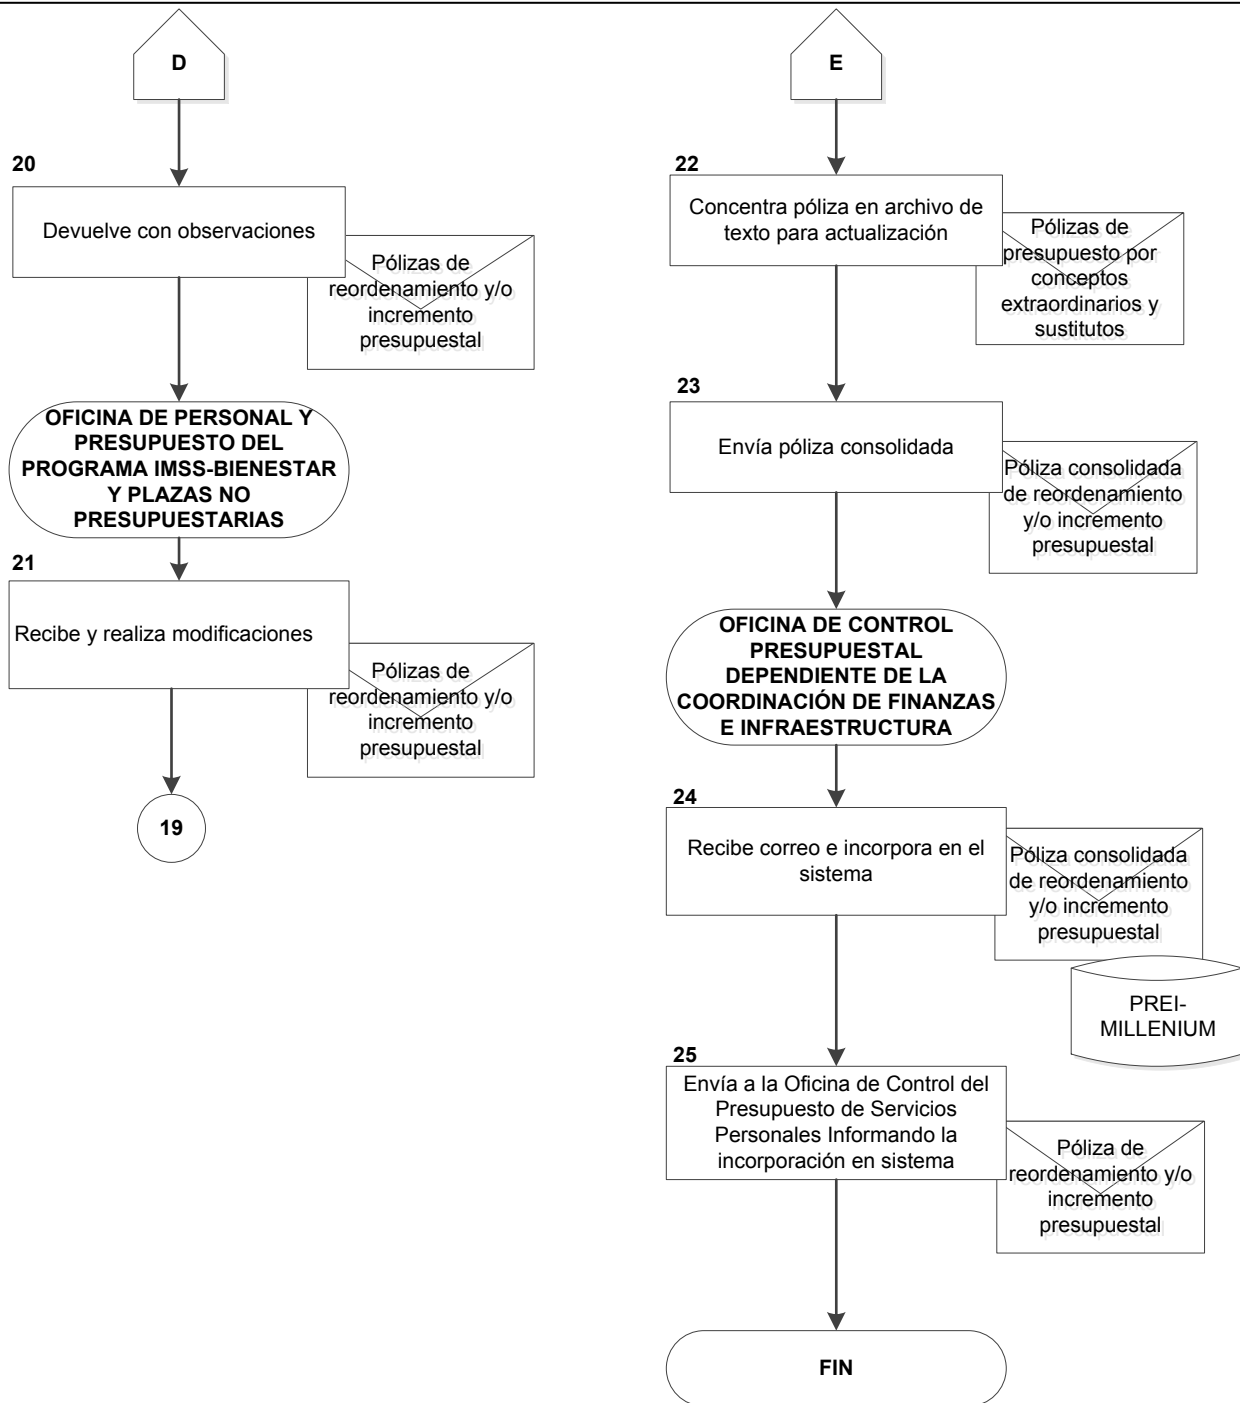 D
20
Devuelve con observaciones
Pólizas de
reordenamiento y/o
incremento
presupuestal
OFICINA DE PERSONAL Y
PRESUPUESTO DEL
PROGRAMA IMSS-BIENESTAR
Y PLAZAS NO
PRESUPUESTARIAS
21
Recibe y realiza modificaciones
Pólizas de
reordenamiento y/o
incremento
presupuestal
19
E
22
Concentra póliza en archivo de
texto para actualización
Pólizas de
presupuesto por
conceptos
extraordinarios y
sustitutos
23
Envía póliza consolidada
Póliza consolidada
de reordenamiento
y/o incremento
presupuestal
OFICINA DE CONTROL
PRESUPUESTAL
DEPENDIENTE DE LA
COORDINACIÓN DE FINANZAS
E INFRAESTRUCTURA
24
Recibe correo e incorpora en el
sistema
Póliza consolidada
de reordenamiento
y/o incremento
presupuestal
PREI-
MILLENIUM
25
Envía a la Oficina de Control del
Presupuesto de Servicios
Personales Informando la
incorporación en sistema
Póliza de
reordenamiento y/o
incremento
presupuestal
FIN